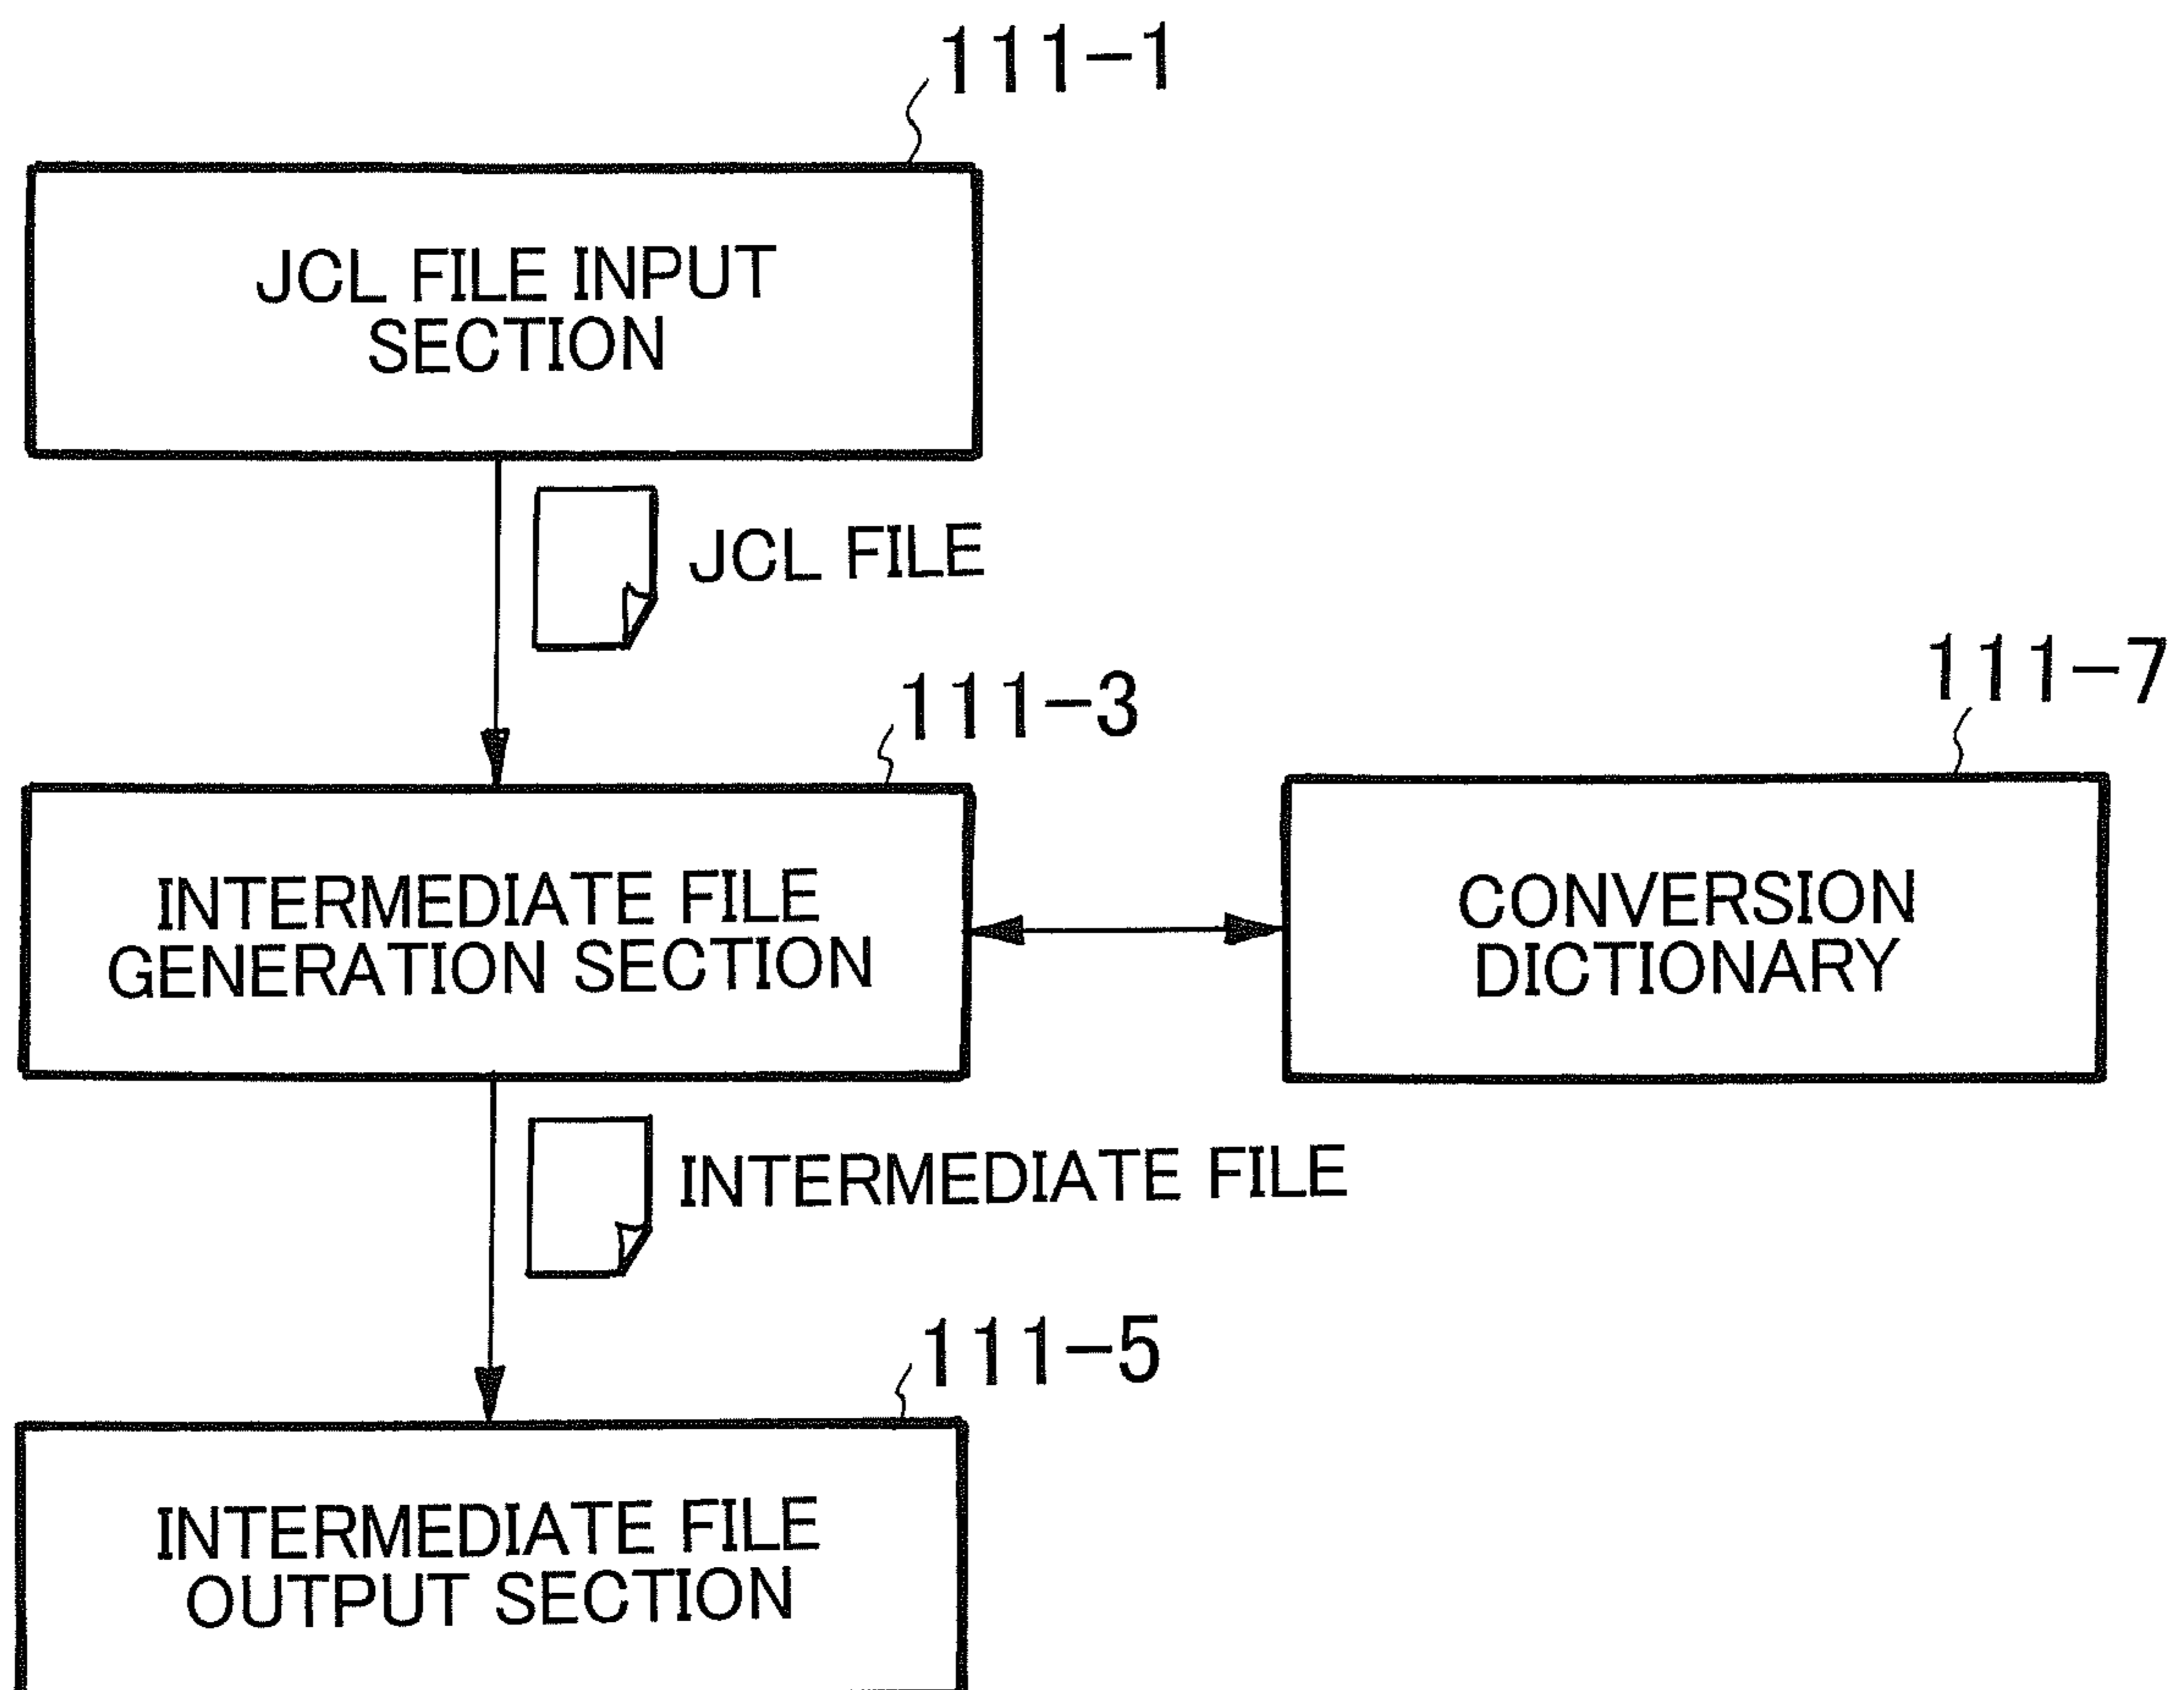 111-1
JCL FILE INPUT
SECTION
JCL FILE
111-3
111-7
INTERMEDIATE FILE
GENERATION SECTION
CONVERSION
DICTIONARY
INTERMEDIATE FILE
111-5
INTERMEDIATE FILE
OUTPUT SECTION